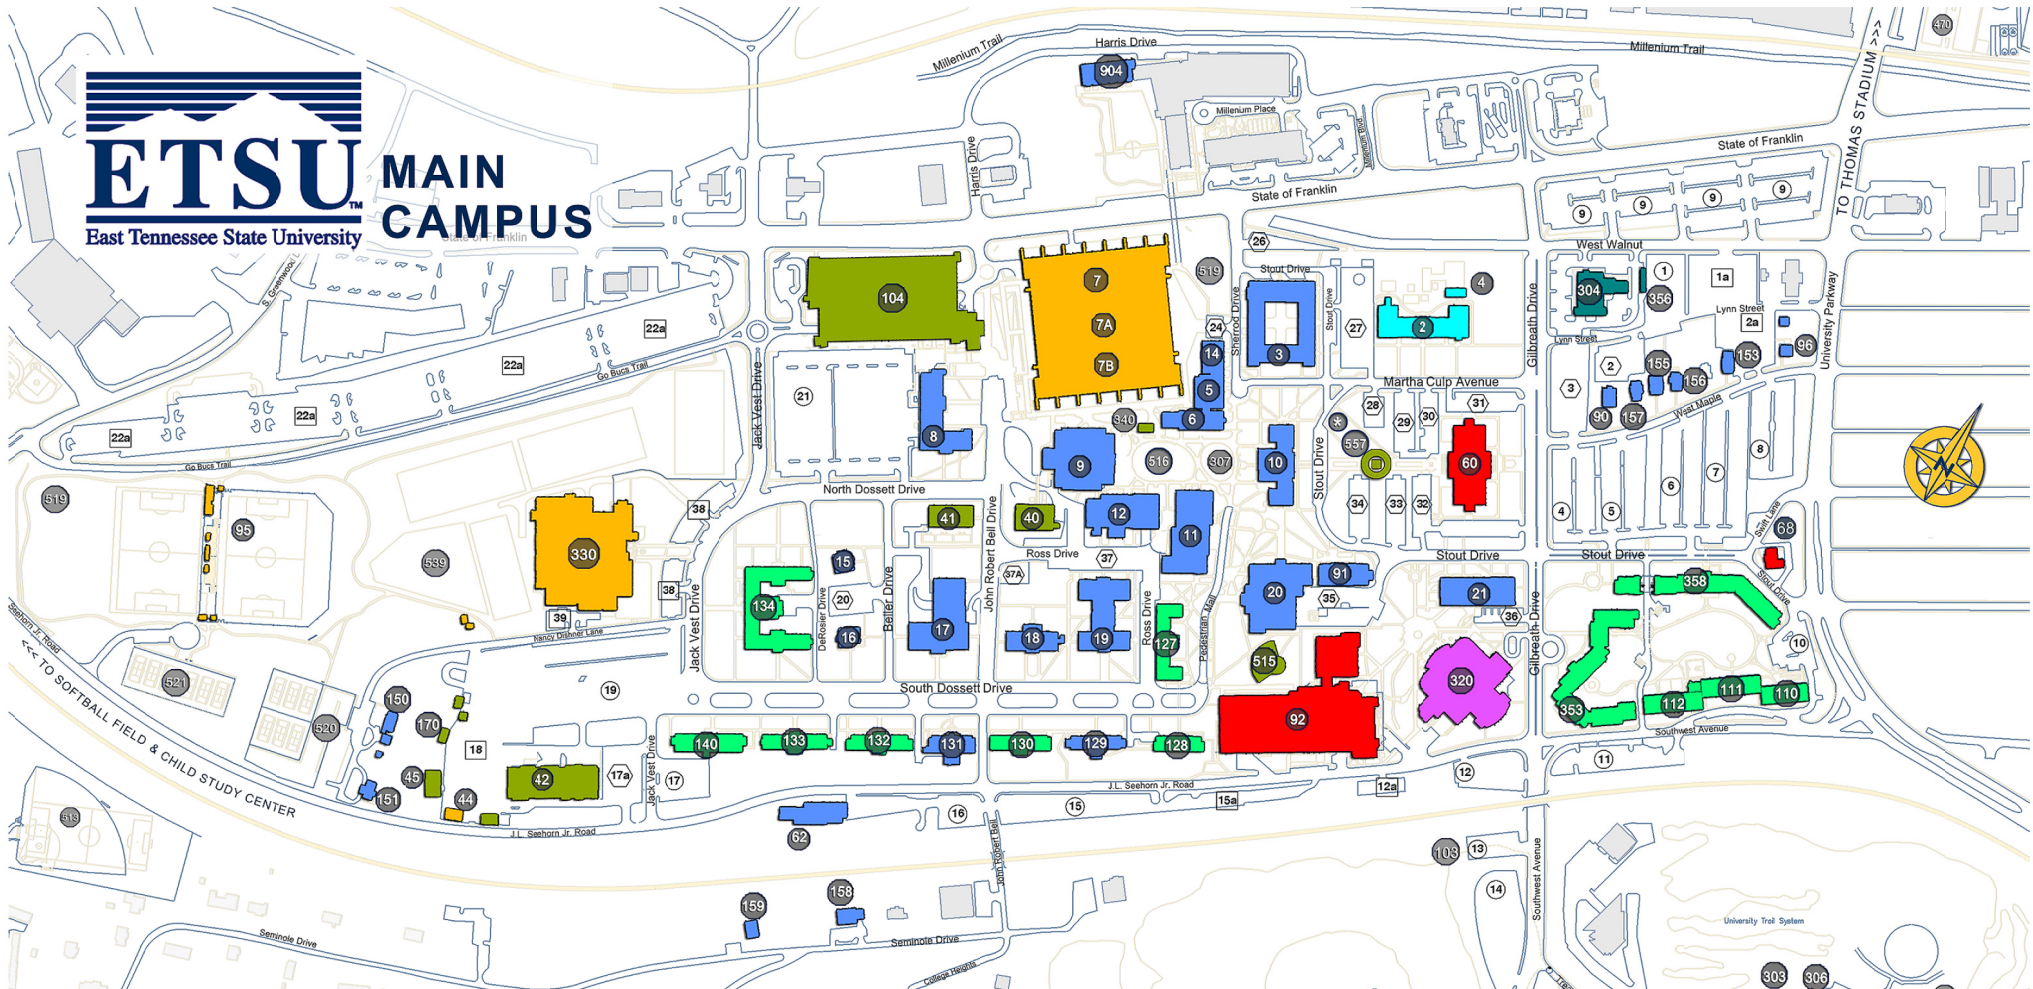 ETSU
TM
East Tennessee State University
MAIN
CAMPUS
Millenium Trail
Harris Drive
Millenium Trail
470
904
Millenium Place
Millenium Blvd
Harris Drive
State of Franklin
State of Franklin
State of Franklin
TO THOMAS STADIUM >>>
9
9
9
9
West Walnut
26
519
Stout Drive
4
304
1
1a
356
104
7
7A
7B
24
Sherrod Drive
Stout Drive
27
2
3
14
5
6
Gilbreath Drive
Lynn Street
2a
Lynn Street
University Parkway
153
96
155
156
2
3
90
157
West Maple
22a
22a
22a
22a
Go Bucs Trail
Go Bucs Trail
Jack Vest Drive
21
8
340
9
516
307
10
Martha Culp Avenue
28
29
30
31
*
557
Stout Drive
60
34
33
32
4
5
6
7
8
Swift Lane
68
N
519
95
539
330
38
38
39
Nancy Dishner Lane
North Dossett Drive
41
40
12
11
John Robert Bell Drive
Ross Drive
37
37A
15
20
16
DeRosier Drive
Beller Drive
134
Jack Vest Drive
17
18
19
Ross Drive
127
Pedestrian Mall
20
91
35
Stout Drive
Stout Drive
21
36
Gilbreath Drive
358
Stout Drive
10
515
320
353
112
111
110
Southwest Avenue
Seehorn Jr. Road
<<< TO SOFTBALL FIELD & CHILD STUDY CENTER
521
520
513
150
170
18
19
45
151
44
42
17a
17
Jack Vest Drive
South Dossett Drive
140
133
132
131
130
129
128
92
J.L. Seehorn Jr. Road
J.L. Seehorn Jr. Road
62
16
15
15a
12a
12
11
John Robert Bell
103
13
14
Southwest Avenue
University Trail System
159
158
Seminole Drive
Seminole Drive
College Heights
303
306